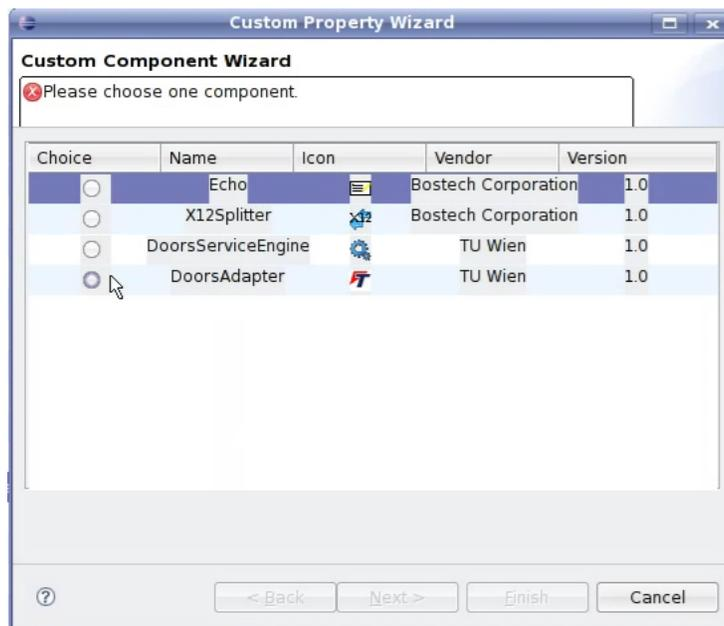 Custom Property Wizard
Custom Component Wizard
Please choose one component.
Choice Name Icon Vendor Version
Echo Bostech Corporation 1.0
X12Splitter X12 Bostech Corporation 1.0
DoorsServiceEngine TU Wien 1.0
DoorsAdapter TU Wien 1.0
? < Back Next > Finish Cancel